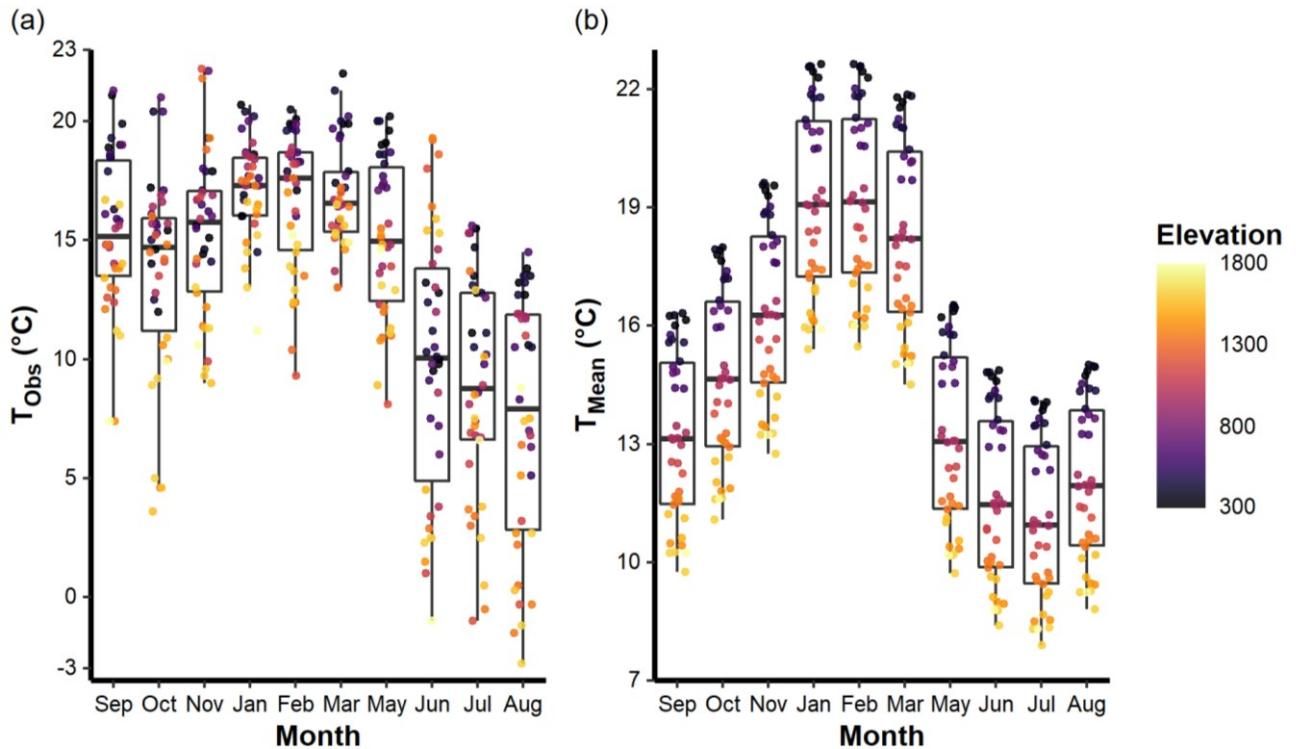 (a)
23
20
15
10
5
0
-3
TObs (°C)
Sep Oct Nov Jan Feb Mar May Jun Jul Aug
Month
(b)
22
19
16
13
10
7
TMean (°C)
Sep Oct Nov Jan Feb Mar May Jun Jul Aug
Month
Elevation
1800
1300
800
300